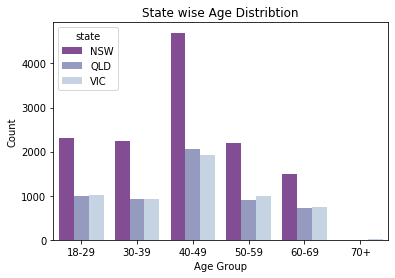 State wise Age Distribtion
state
NSW
QLD
VIC
Count
4000
3000
2000
1000
0
18-29 30-39 40-49 50-59 60-69 70+
Age Group